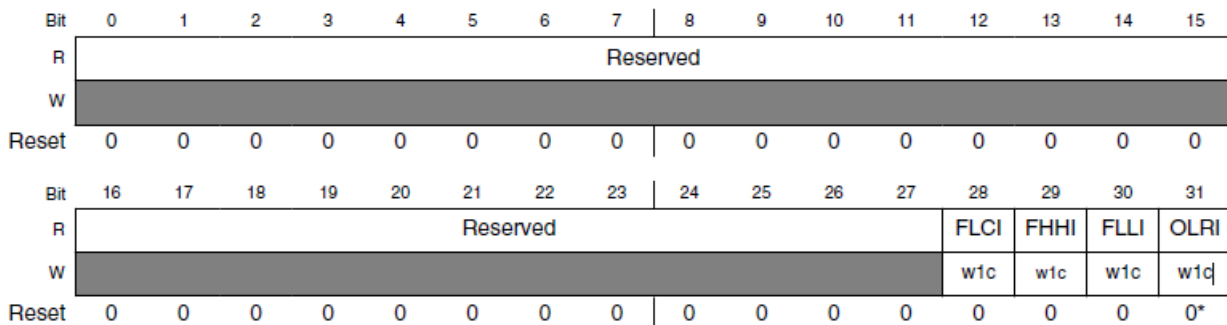 Bit 0 1 2 3 4 5 6 7 8 9 10 11 12 13 14 15
R Reserved
W
Reset 0 0 0 0 0 0 0 0 0 0 0 0 0 0 0 0
Bit 16 17 18 19 20 21 22 23 24 25 26 27 28 29 30 31
R Reserved FLCI FHHI FLLI OLRI
W w1c w1c w1c w1c
Reset 0 0 0 0 0 0 0 0 0 0 0 0 0 0 0 0*